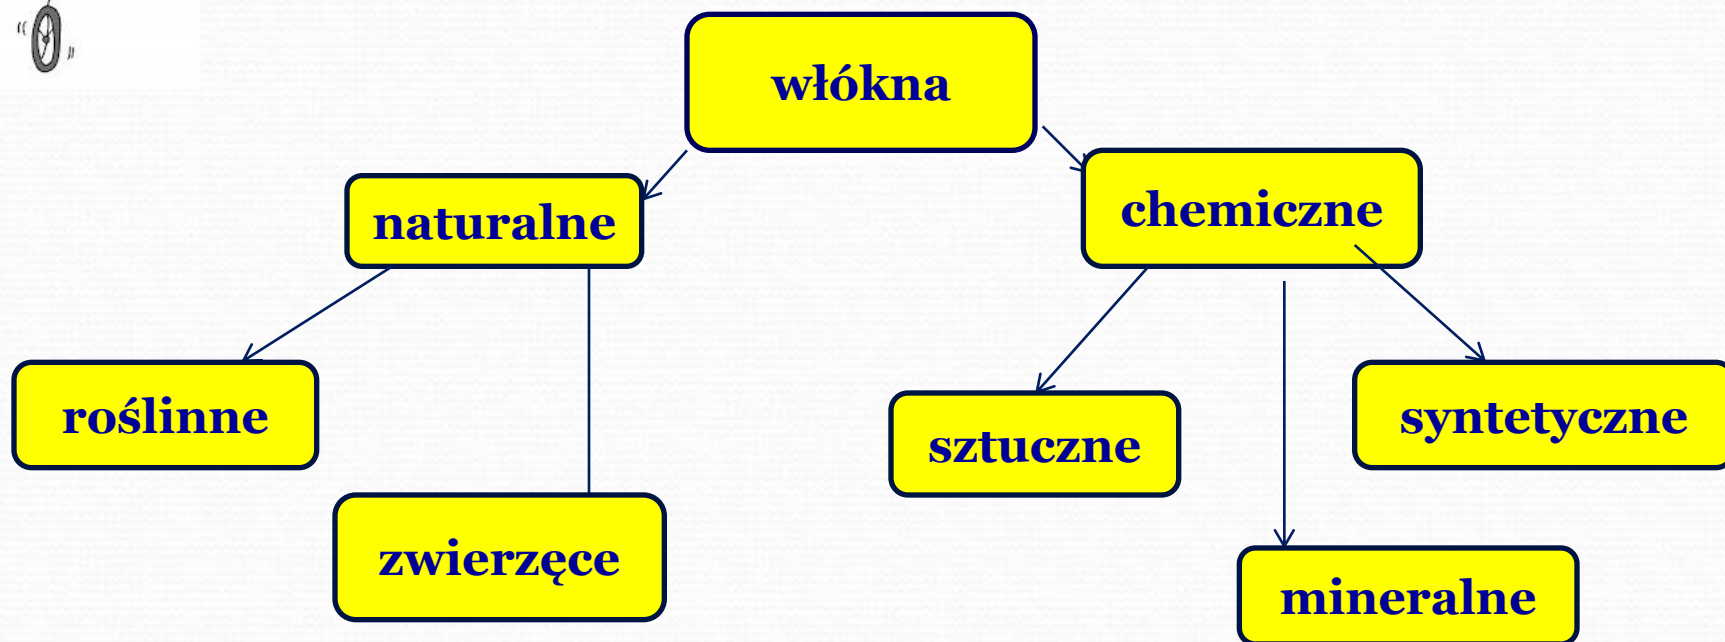 włókna
naturalne
chemiczne
roślinne
zwierzęce
sztuczne
syntetyczne
mineralne